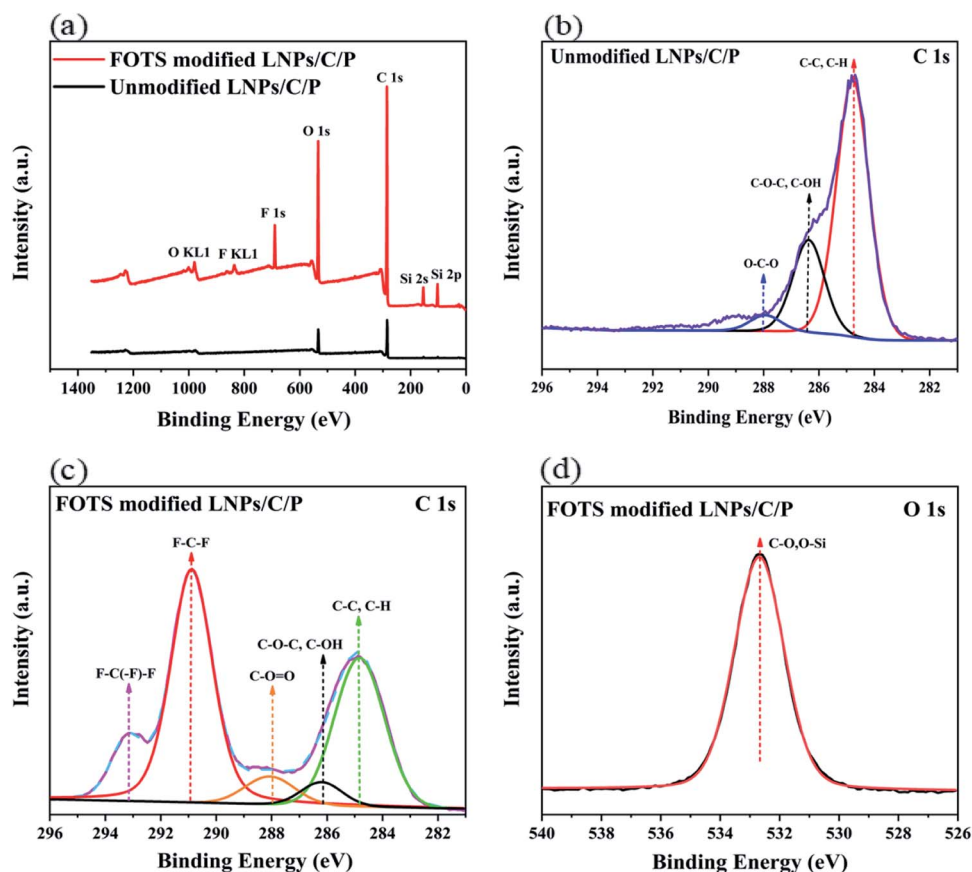 (a)
FOTS modified LNPs/C/P
Unmodified LNPs/C/P
C 1s
O 1s
F 1s
O KL1
F KL1
Si 2s
Si 2p
Intensity (a.u.)
1400 1200 1000 800 600 400 200 0
Binding Energy (eV)
(b)
Unmodified LNPs/C/P
C 1s
C-C, C-H
C-O-C, C-OH
O-C-O
Intensity (a.u.)
296 294 292 290 288 286 284 282
Binding Energy (eV)
(c)
FOTS modified LNPs/C/P
C 1s
F-C-F
C-C, C-H
C-O-C, C-OH
F-C(-F)-F
C-O=O
Intensity (a.u.)
296 294 292 290 288 286 284 282
Binding Energy (eV)
(d)
FOTS modified LNPs/C/P
O 1s
C-O,O-Si
Intensity (a.u.)
540 538 536 534 532 530 528 526
Binding Energy (eV)